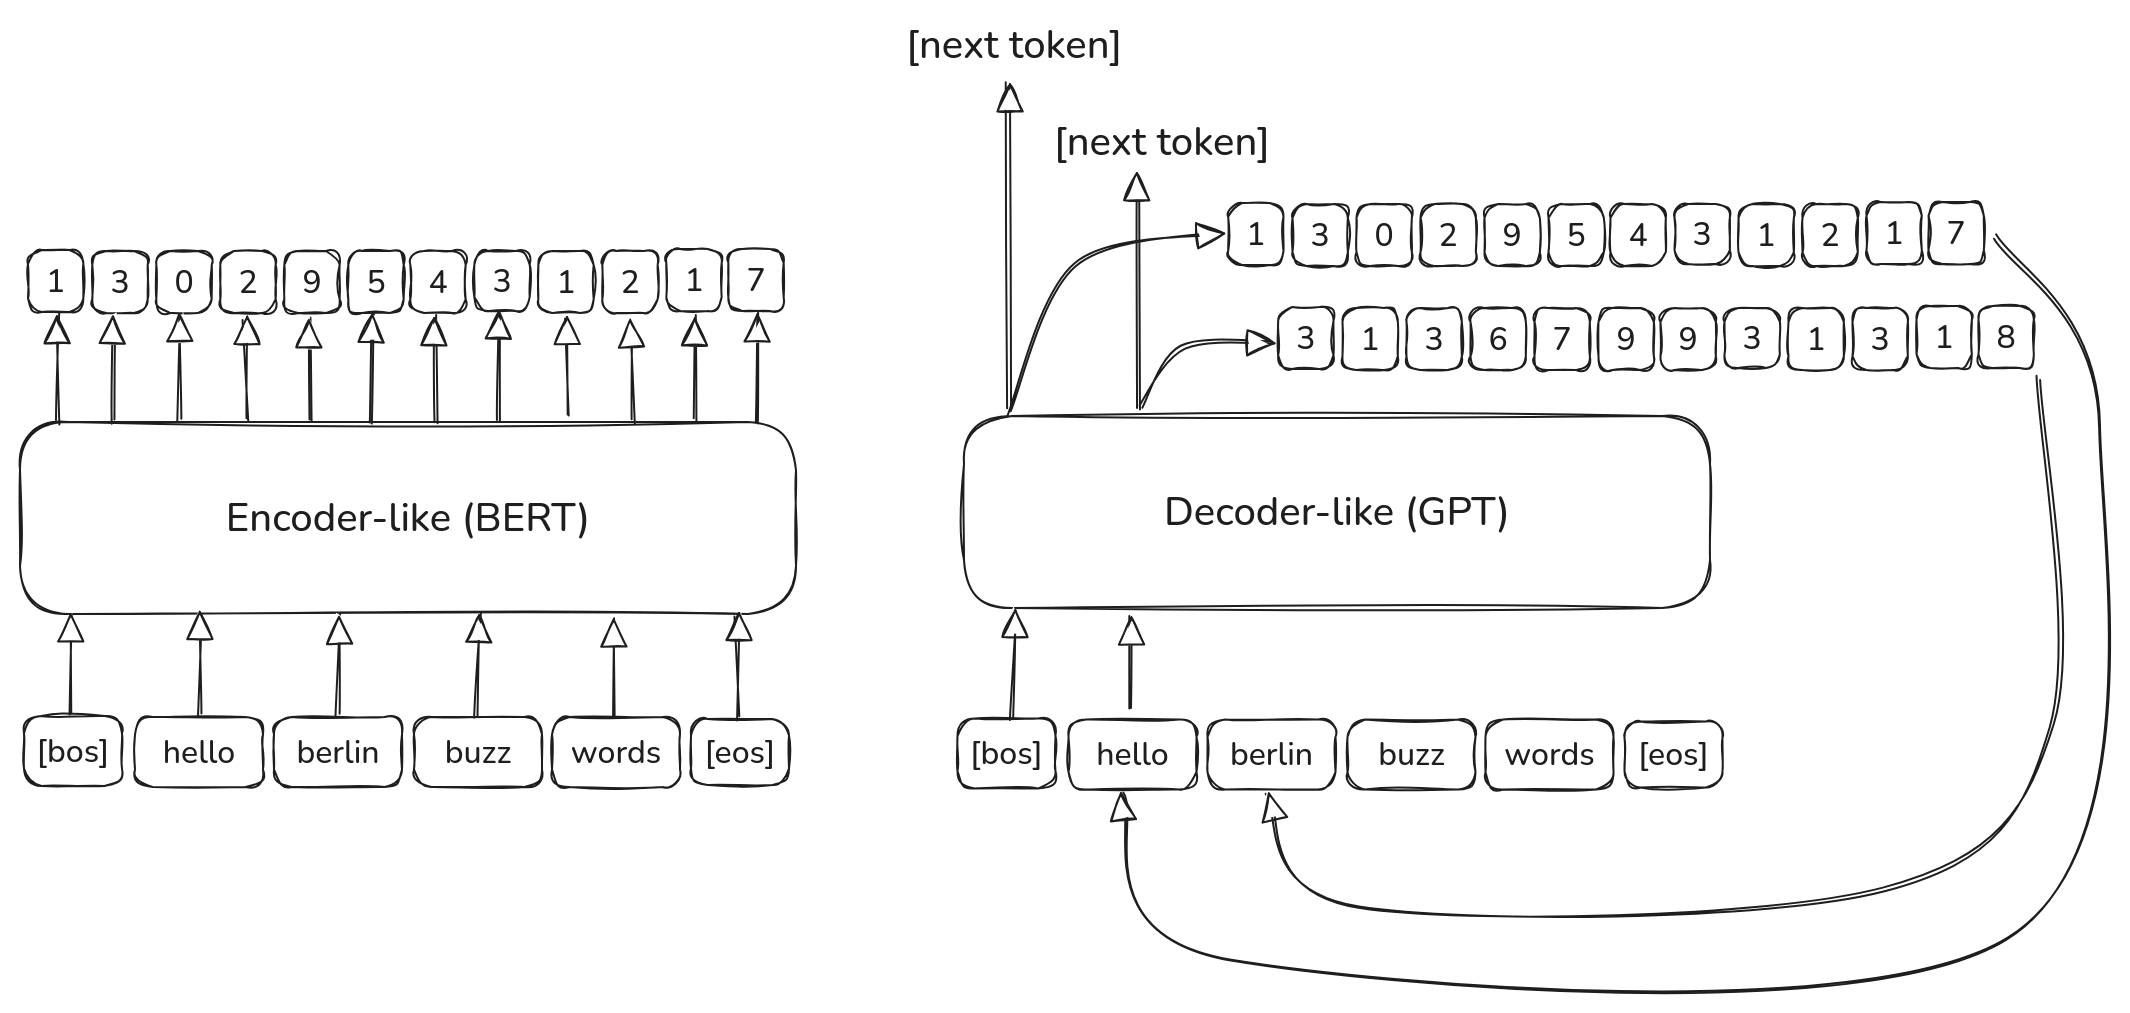 [next token]
[next token]
1 3 0 2 9 5 4 3 1 2 1 7
3 1 3 6 7 9 9 3 1 3 1 8
1 3 0 2 9 5 4 3 1 2 1 7
Encoder-like (BERT)
Decoder-like (GPT)
[bos] hello berlin buzz words [eos]
[bos] hello berlin buzz words [eos]